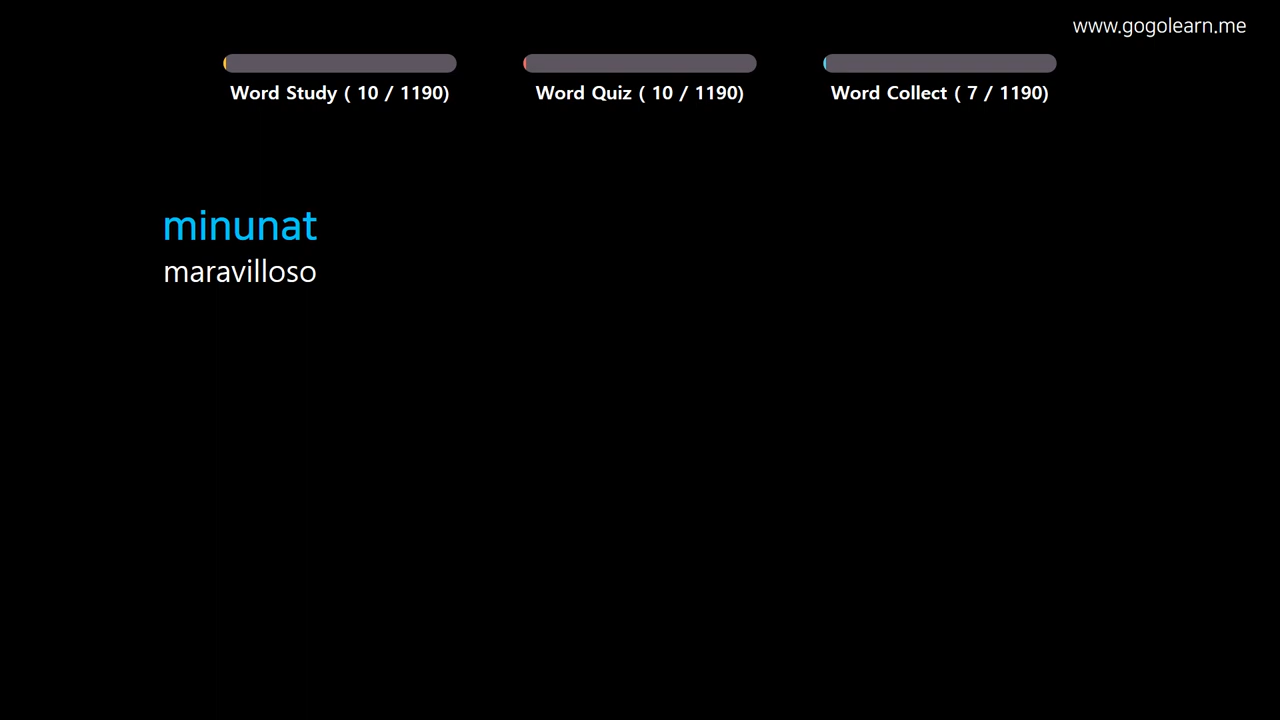 www.gogolearn.me
Word Study ( 10 / 1190)
Word Quiz ( 10 / 1190)
Word Collect ( 7 / 1190)
minunat
maravilloso